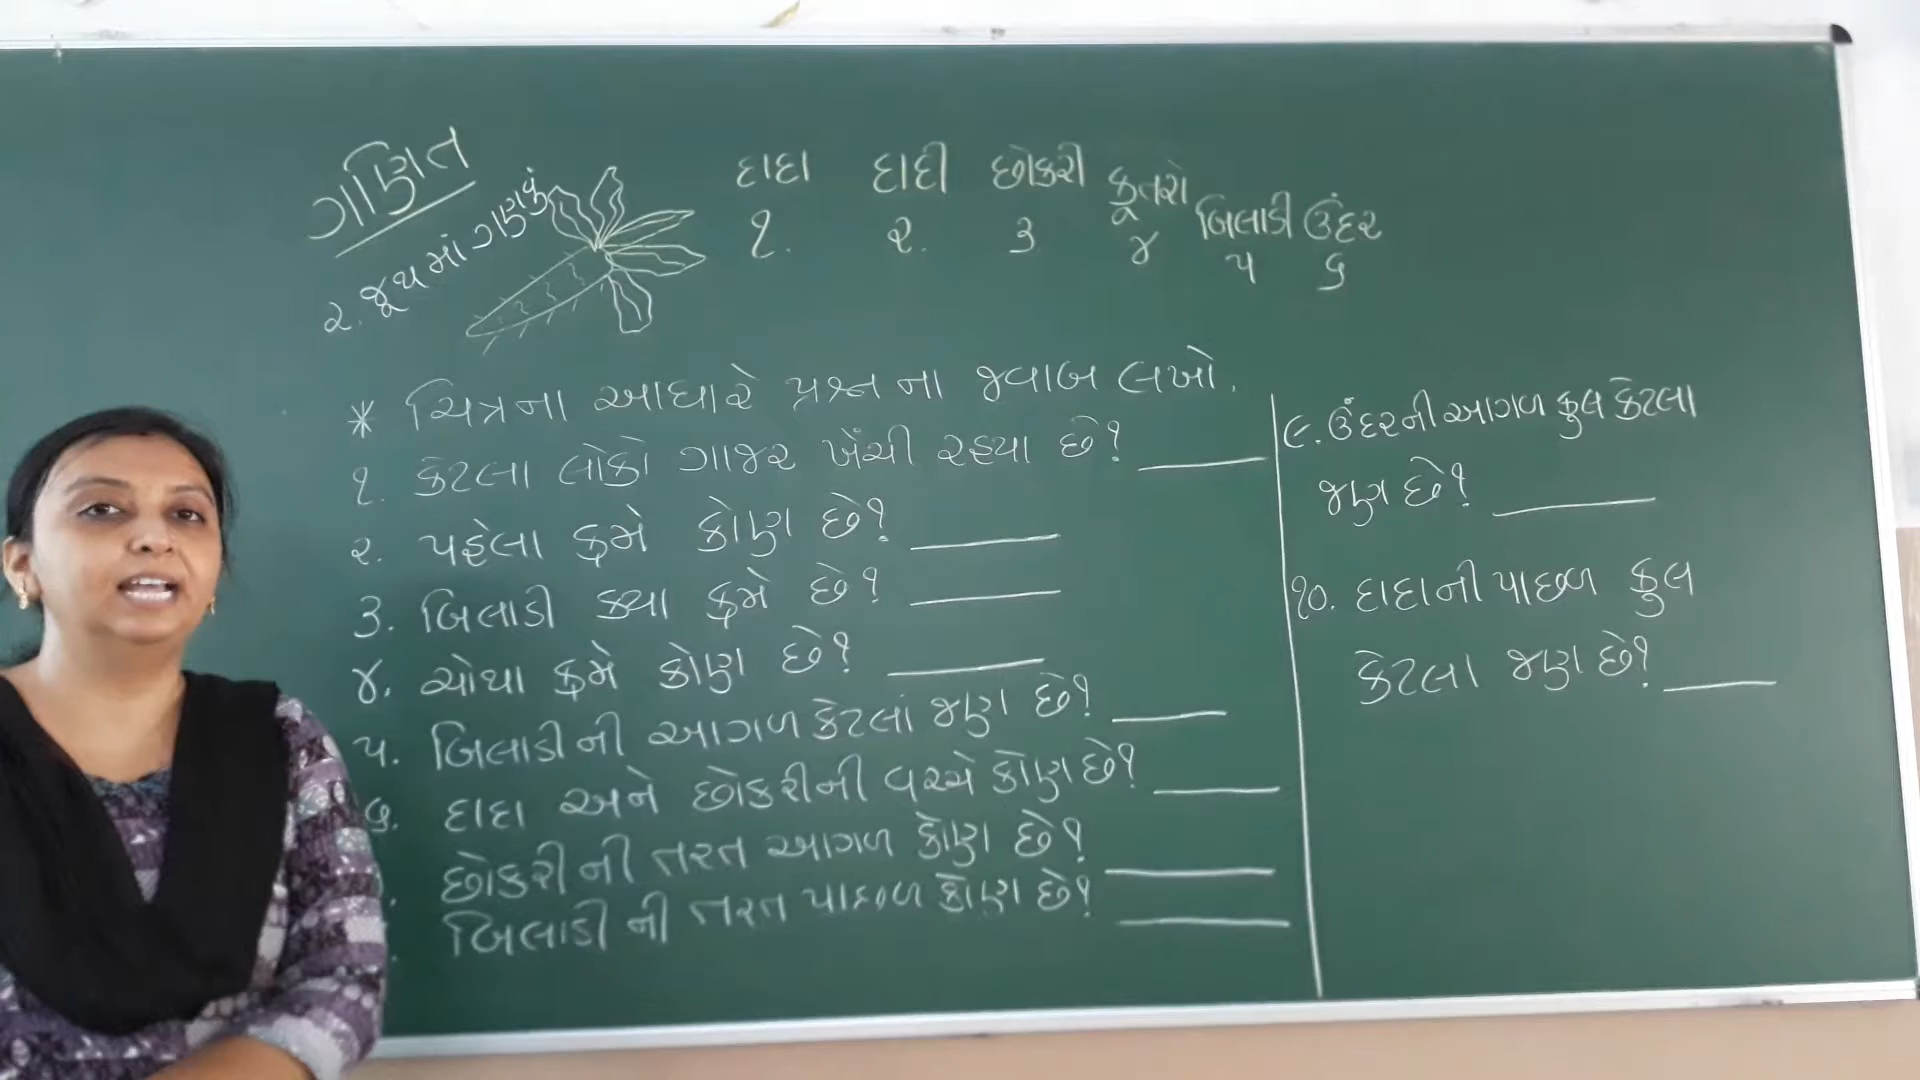 ગણિત
૨. જૂથમાં ગણવું
દાદા દાદી છોકરી કૂતરો બિલાડી ઉંદર
૧. ૨. ૩ ૪ ૫ ૬
* ચિત્રના આધારે પ્રશ્નના જવાબ લખો.
૧. કેટલા લોકો ગાજર ખેંચી રહ્યા છે?
૨. પહેલા ક્રમે કોણ છે?
૩. બિલાડી કયા ક્રમે છે?
૪. ચોથા ક્રમે કોણ છે?
૫. બિલાડીની આગળ કેટલાં જણ છે?
૬. દાદા અને છોકરીની વચ્ચે કોણ છે?
છોકરીની તરત આગળ કોણ છે?
બિલાડીની તરત પાછળ કોણ છે?
૯. ઉંદરની આગળ કુલ કેટલા
જણ છે?
૧૦. દાદાની પાછળ કુલ
કેટલા જણ છે?